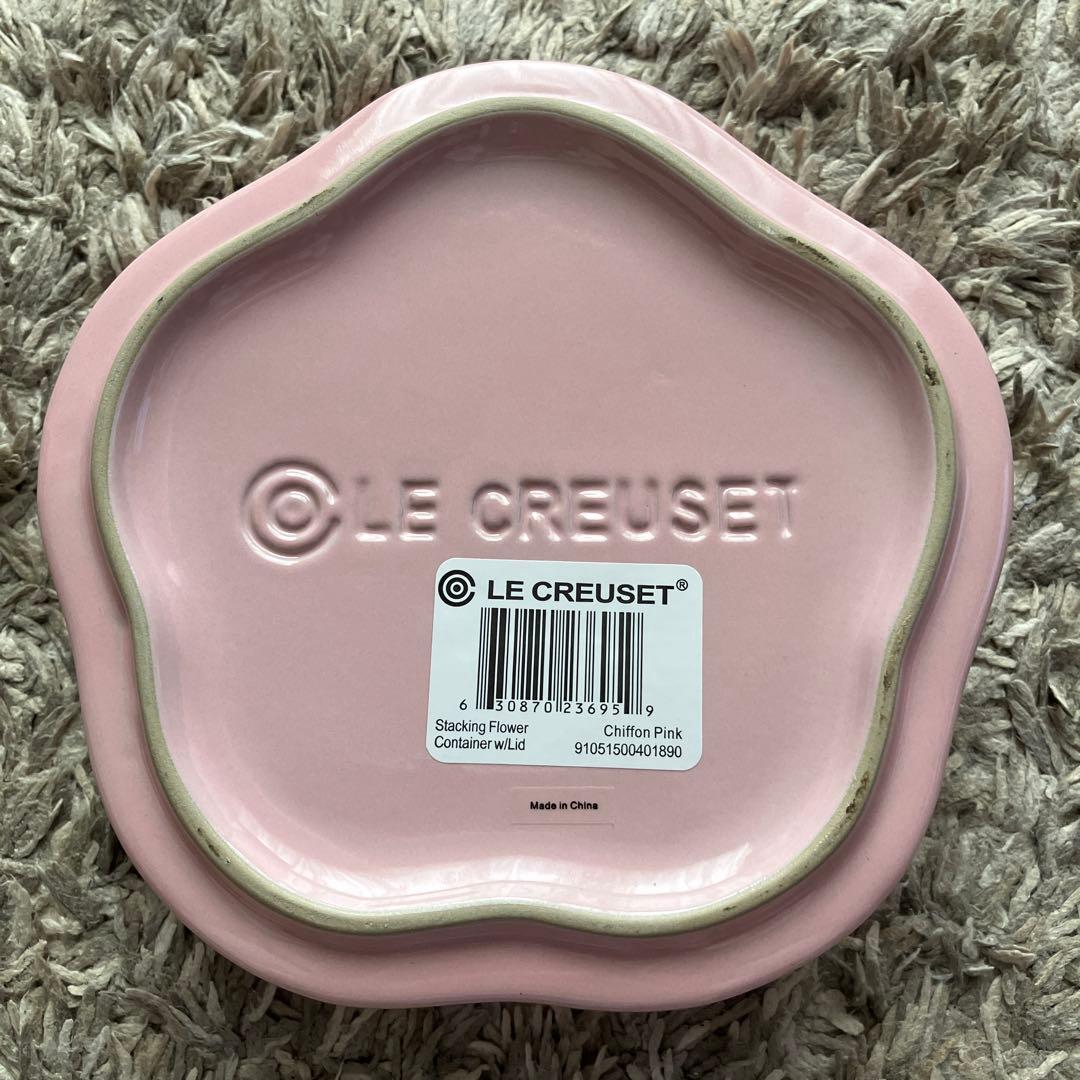 LE CREUSET
LE CREUSET®
6 30870 23695 9
Stacking Flower Chiffon Pink
Container w/Lid 91051500401890
Made in China